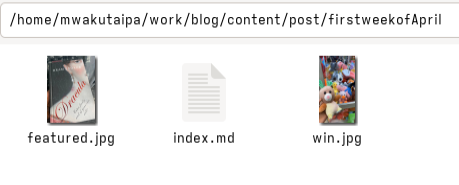 /home/mwakutaipa/work/blog/content/post/firstweekofApril
featured.jpg
index.md
win.jpg